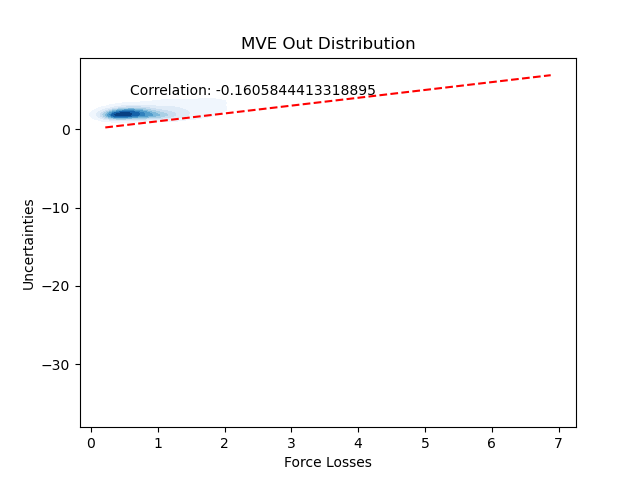 MVE Out Distribution
Correlation: -0.1605844413318895
Uncertainties
0
−10
−20
−30
0 1 2 3 4 5 6 7
Force Losses